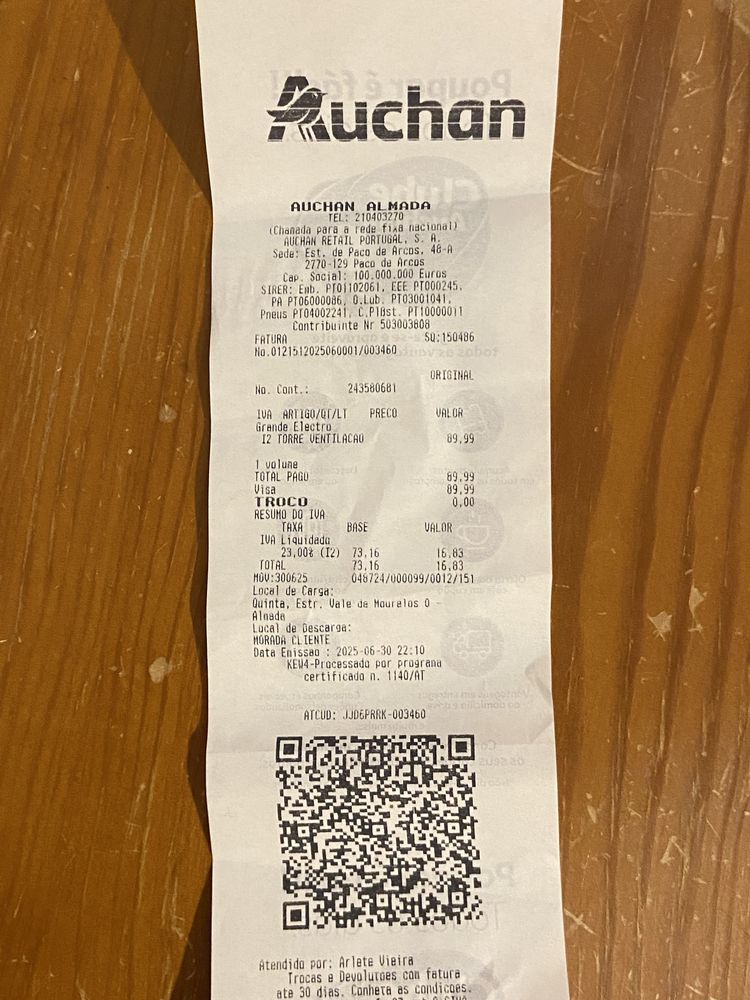 Auchan
AUCHAN ALMADA
TEL: 210403270
(Chamada para a rede fixa nacional)
AUCHAN RETAIL PORTUGAL, S. A.
Sede: Est. de Paco de Arcos, 48-A
2770-129 Paco de Arcos
Cap. Social: 100.000.000 Euros
SIRER: Emb. PT01102061, EEE PT000245,
PA PT06000086, O.Lub. PT03001041,
Pneus PT04002241, C.Plást. PT10000011
Contribuinte Nr 503003808
FATURA SQ:150486
No.0121512025060001/003460
ORIGINAL
No. Cont.: 243580681
IVA ARTIGO/QT/LT PRECO VALOR
Grande Electro
I2 TORRE VENTILACAO 89,99
1 volume
TOTAL PAGO 89,99
Visa 89,99
TROCO 0,00
RESUMO DO IVA
TAXA BASE VALOR
IVA Liquidado
23,00% (I2) 73,16 16,83
TOTAL 73,16 16,83
MOV:300625 048724/000099/0012/151
Local de Carga:
Quinta, Estr. Vale de Mourelos 0 -
Almada
Local de Descarga:
MORADA CLIENTE
Data Emissao : 2025-06-30 22:10
KEW4-Processado por programa
certificado n. 1140/AT
ATCUD: JJD6PRRK-003460
Atendido por: Arlete Vieira
Trocas e Devolucoes com fatura
ate 30 dias. Conheca as condicoes.